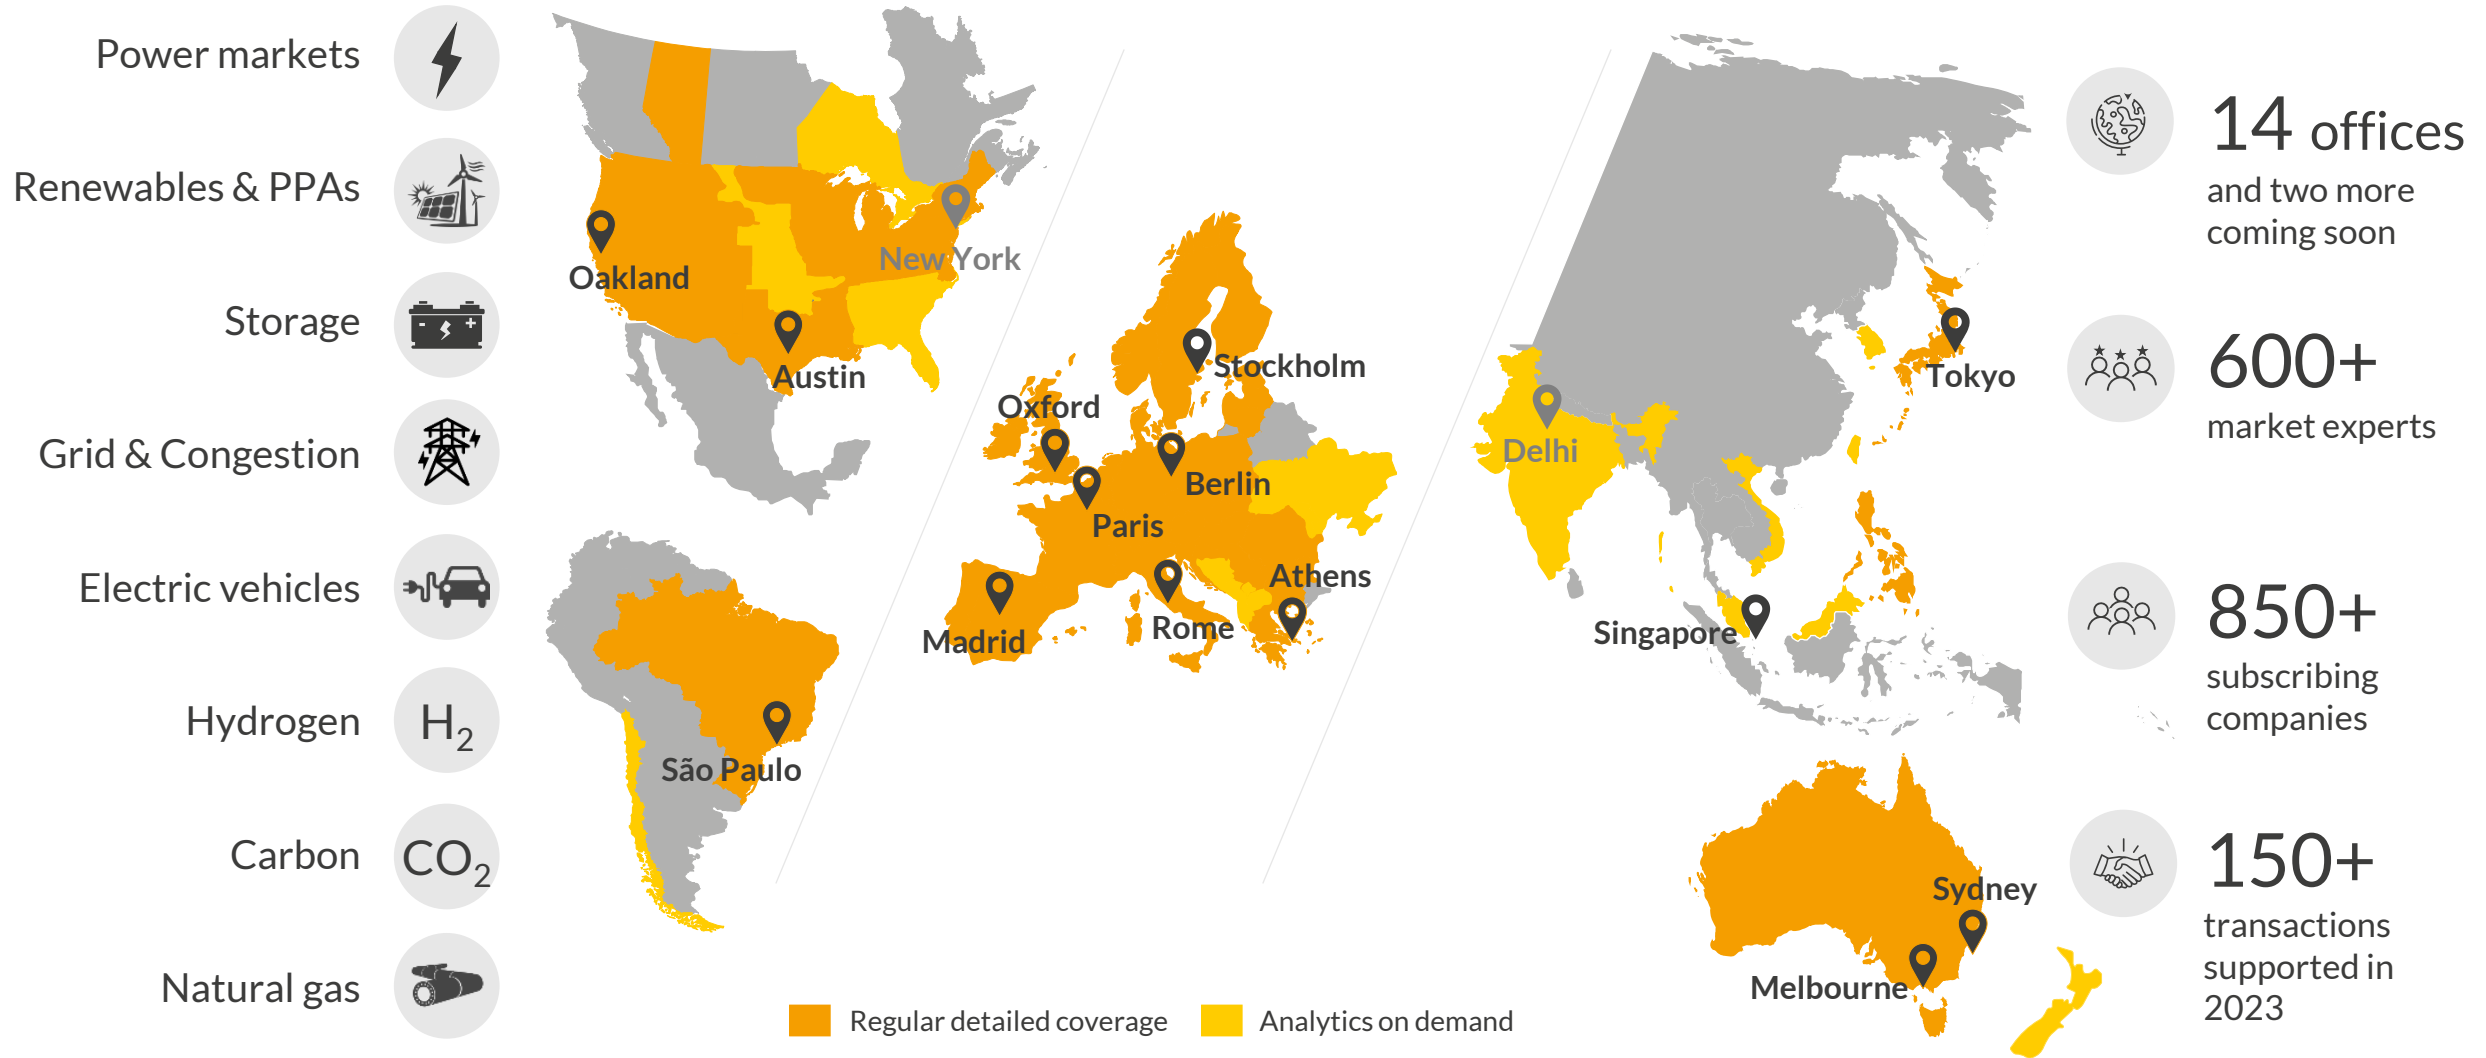 Power markets
Renewables & PPAs
Storage
Grid & Congestion
Electric vehicles
Hydrogen
H2
Carbon
CO2
Natural gas
Oakland
New York
Austin
São Paulo
Stockholm
Oxford
Berlin
Paris
Athens
Madrid
Rome
Delhi
Tokyo
Singapore
Sydney
Melbourne
Regular detailed coverage
Analytics on demand
14 offices
and two more
coming soon
600+
market experts
850+
subscribing
companies
150+
transactions
supported in
2023